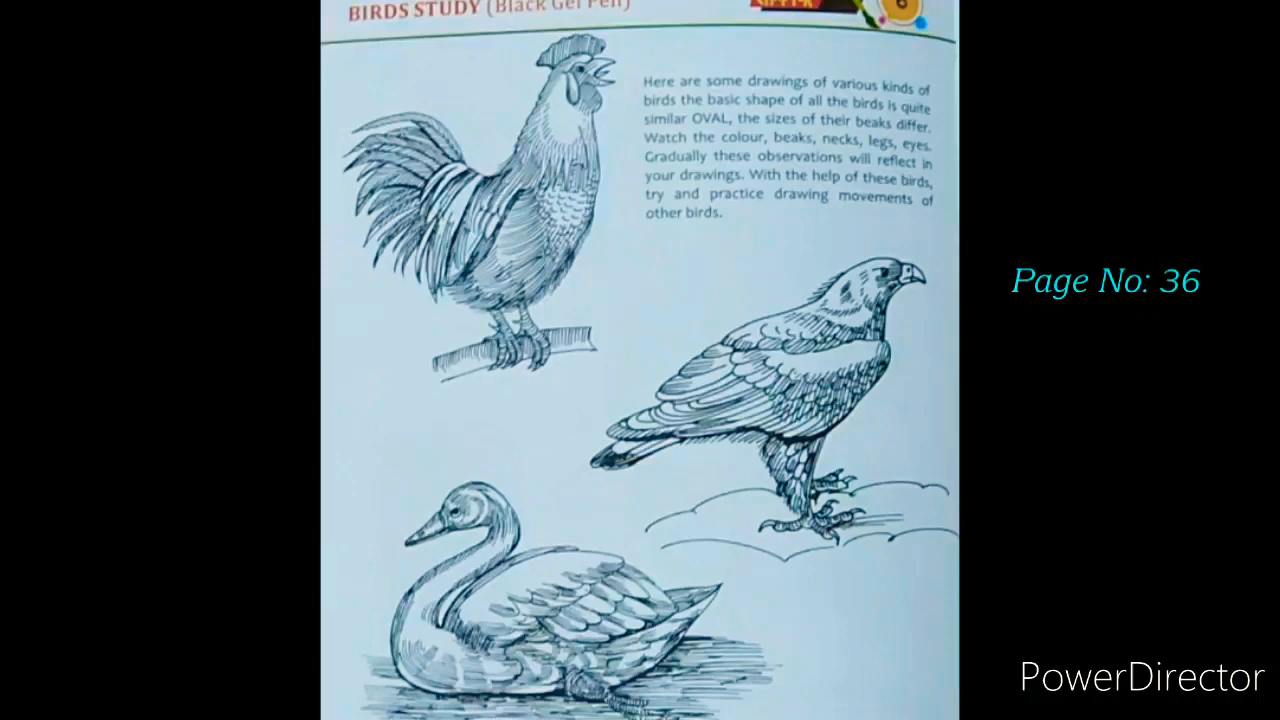 BIRDS STUDY (Black Gel Pen)
6
Here are some drawings of various kinds of
birds the basic shape of all the birds is quite
similar OVAL, the sizes of their beaks differ.
Watch the colour, beaks, necks, legs, eyes.
Gradually these observations will reflect in
your drawings. With the help of these birds,
try and practice drawing movements of
other birds.
Page No: 36
PowerDirector